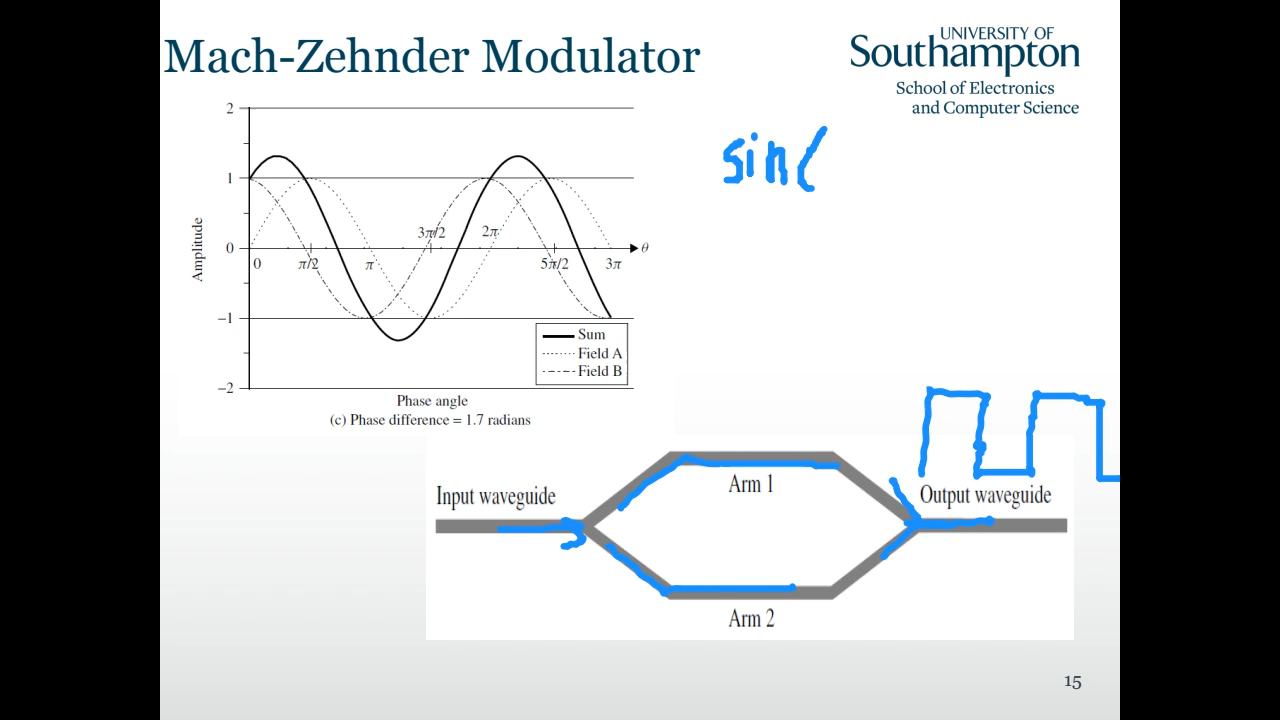 Mach-Zehnder Modulator
UNIVERSITY OF
Southampton
School of Electronics
and Computer Science
sin(
2
1
0
−1
−2
Amplitude
0 π/2 π 3π/2 2π 5π/2 3π θ
Sum
Field A
Field B
Phase angle
(c) Phase difference = 1.7 radians
Input waveguide
Arm 1
Output waveguide
Arm 2
15